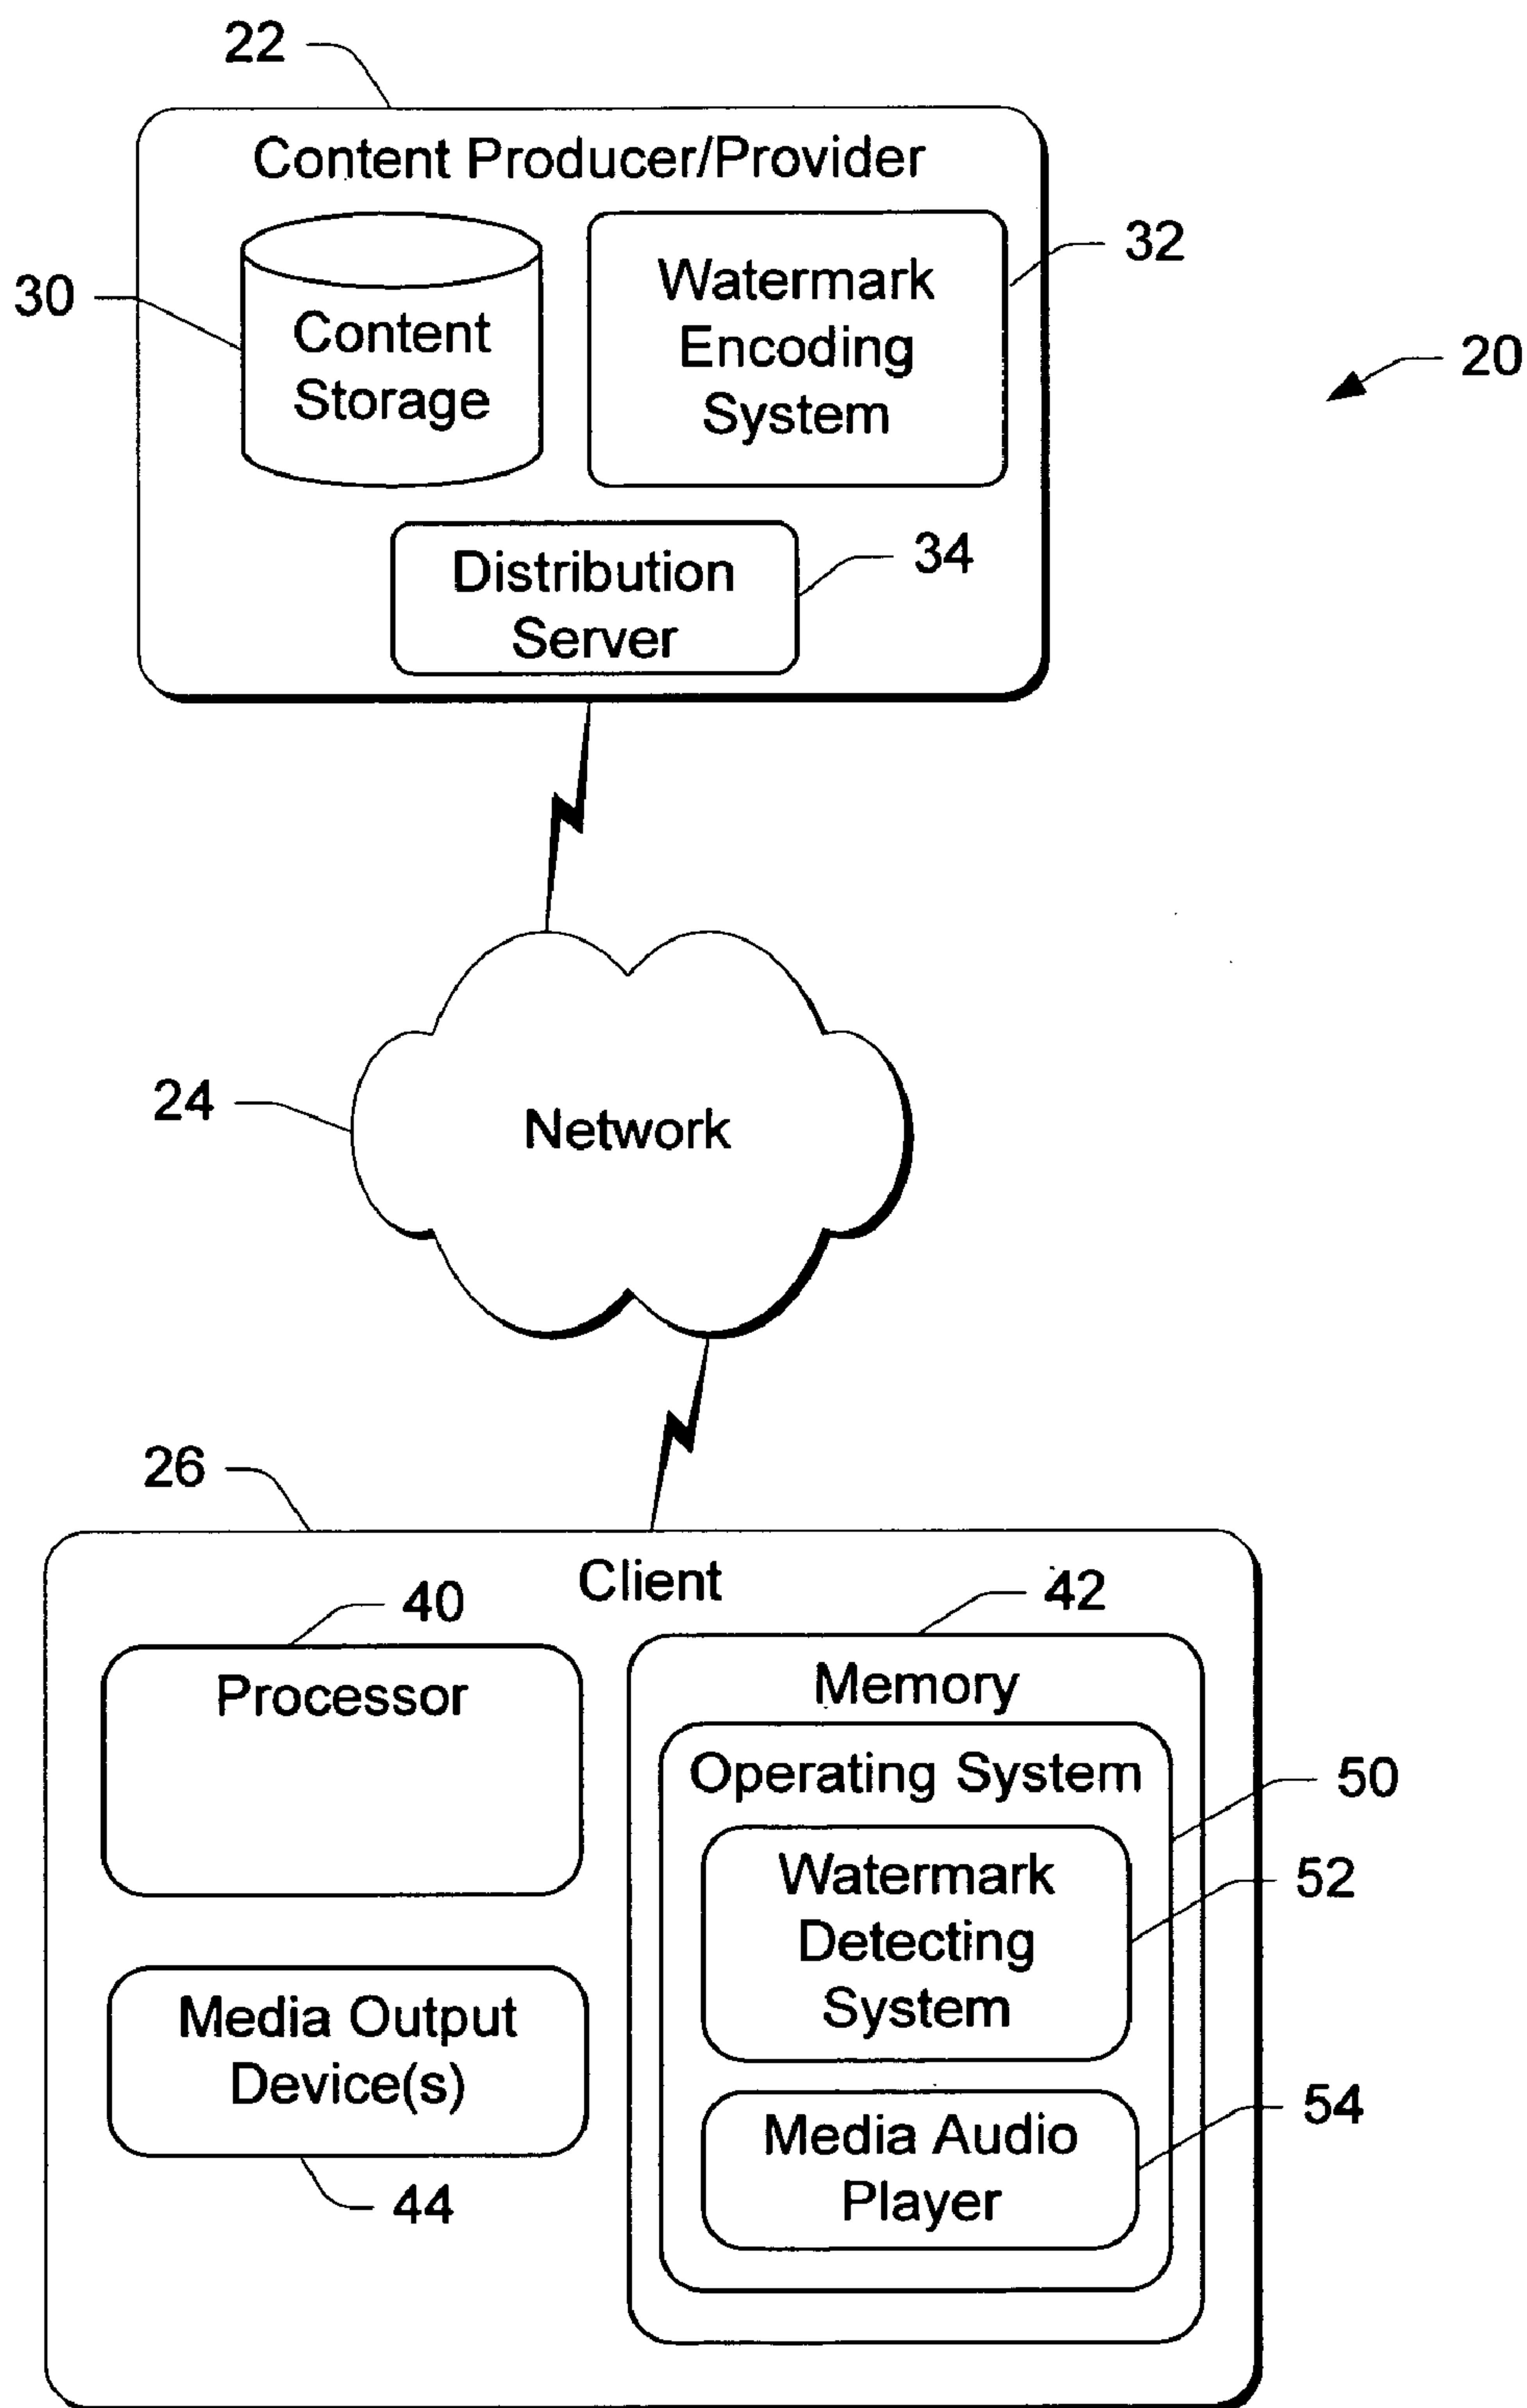 22
Content Producer/Provider
30
Content
Storage
Watermark
Encoding
System
32
20
Distribution
Server
34
24
Network
26
Client
40
Processor
42
Memory
Operating System
50
Watermark
Detecting
System
52
Media Output
Device(s)
44
Media Audio
Player
54